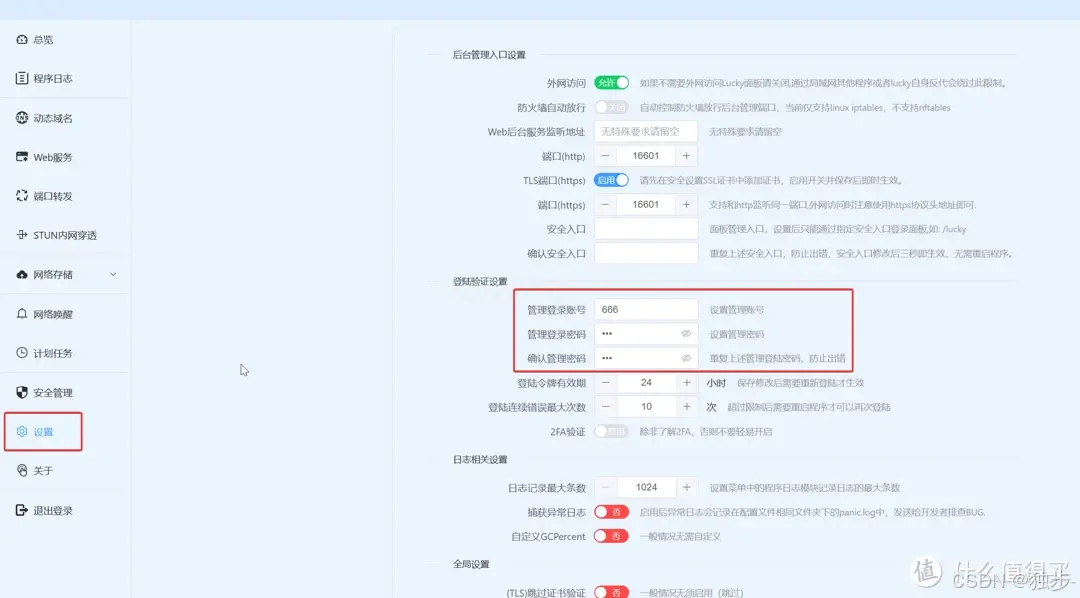 总览
程序日志
动态域名
Web服务
端口转发
STUN内网穿透
网络存储
网络唤醒
计划任务
安全管理
设置
关于
退出登录
后台管理入口设置
外网访问 允许 如果不需要外网访问Lucky面板请关闭,通过局域网其他程序或者lucky自身反代会绕过此限制。
防火墙自动放行 关闭 自动控制防火墙放行后台管理端口，当前仅支持linux iptables，不支持nftables
Web后台服务监听地址 无特殊要求请留空 无特殊要求请留空
端口(http) 16601
TLS端口(https) 启用 请先在安全设置SSL证书中添加证书，启用开关并保存后即时生效。
端口(https) 16601 支持和http监听同一端口,外网访问时注意使用https协议头地址即可.
安全入口 面板管理入口，设置后只能通过指定安全入口登录面板,如: /lucky
确认安全入口 重复上述安全入口，防止出错，安全入口修改后三秒即生效，无需重启程序。
登陆验证设置
管理登录账号 666 设置管理账号
管理登录密码 ••• 设置管理密码
确认管理密码 ••• 重复上述管理登陆密码，防止出错
登陆令牌有效期 24 小时 保存修改后需要重新登陆才生效
登陆连续错误最大次数 10 次 超过限制后需要重启程序才可以再次登陆
2FA验证 禁用 除非了解2FA，否则不要轻易开启
日志相关设置
日志记录最大条数 1024 设置菜单中的程序日志模块记录日志的最大条数
捕获异常日志 否 启用后异常日志会记录在配置文件相同文件夹下的panic.log中，发送给开发者排查BUG.
自定义GCPercent 否 一般情况无需自定义
全局设置
(TLS)跳过证书验证 否 一般情况无须启用（跳过）
值 什么值得买
CSDN @独步-